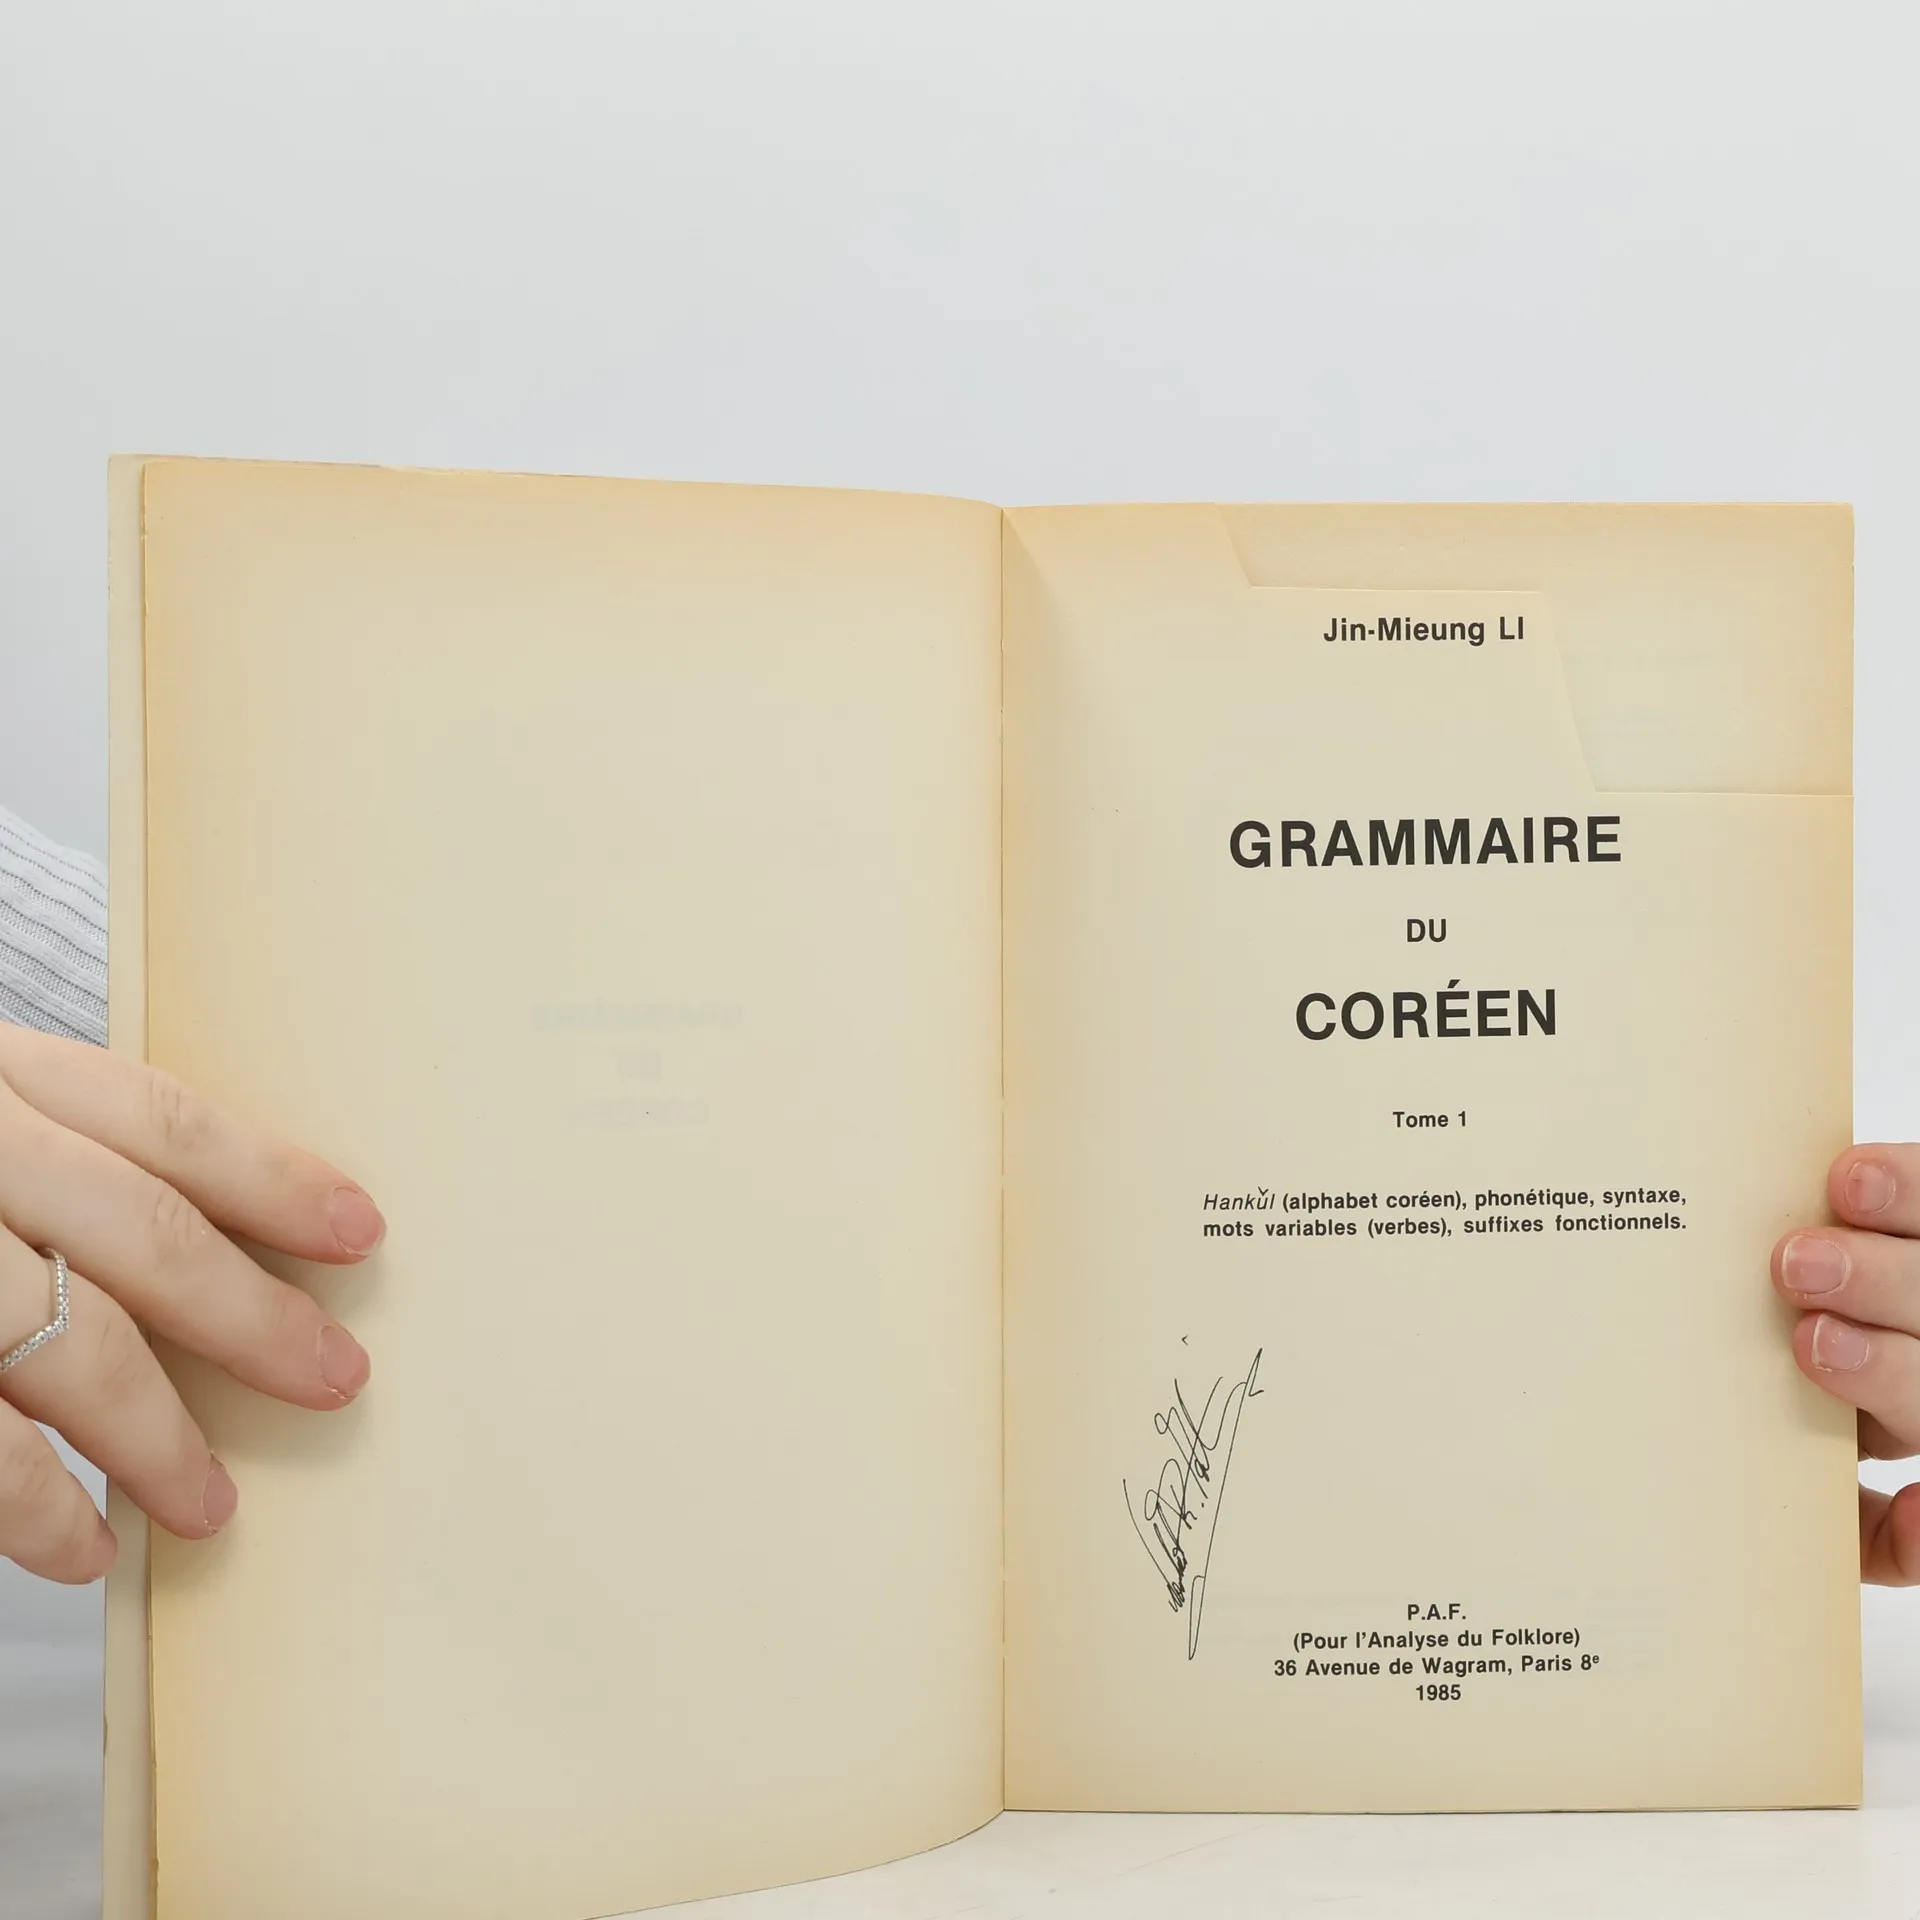 Jin-Mieung LI
GRAMMAIRE
DU
CORÉEN
Tome 1
Hankŭl (alphabet coréen), phonétique, syntaxe,
mots variables (verbes), suffixes fonctionnels.
P.A.F.
(Pour l'Analyse du Folklore)
36 Avenue de Wagram, Paris 8e
1985